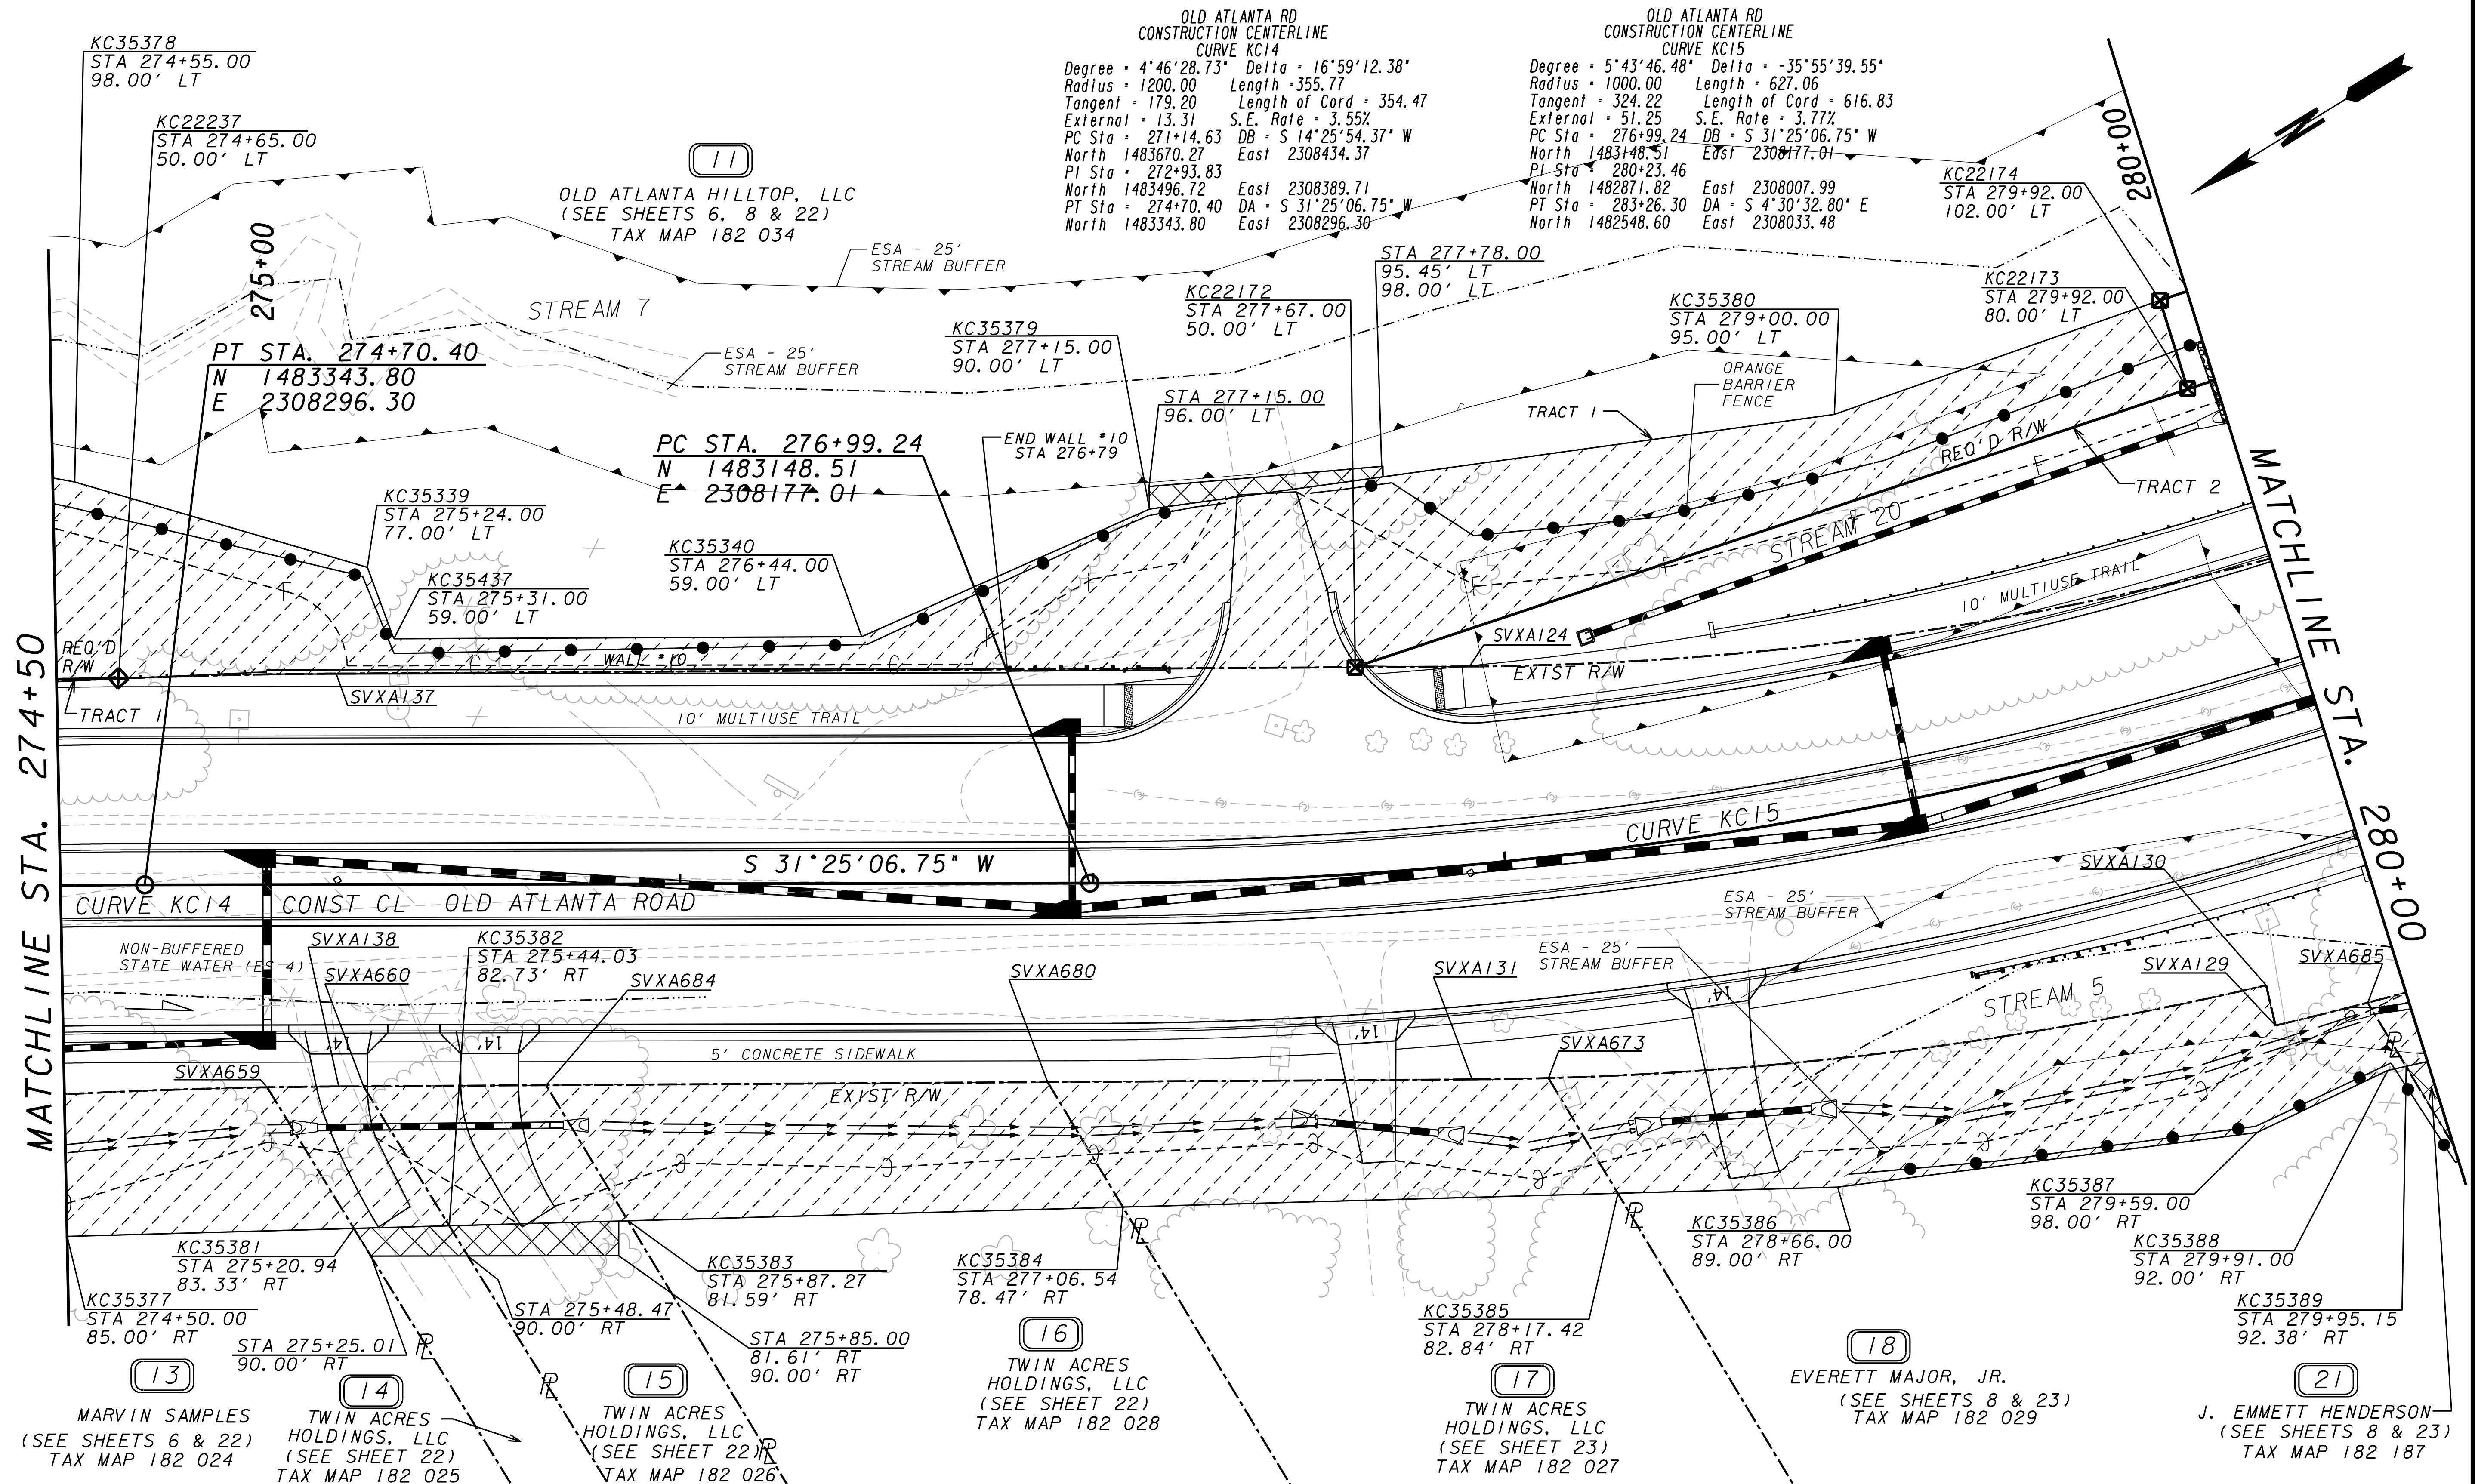 KC35378
STA 274+55.00
98.00' LT
KC22237
STA 274+65.00
50.00' LT
275+00
11
OLD ATLANTA HILLTOP, LLC
(SEE SHEETS 6, 8 & 22)
TAX MAP 182 034
ESA - 25'
STREAM BUFFER
STREAM 7
ESA - 25'
STREAM BUFFER
OLD ATLANTA RD
CONSTRUCTION CENTERLINE
CURVE KC14
Degree = 4°46'28.73" Delta = 16°59'12.38"
Radius = 1200.00 Length =355.77
Tangent = 179.20 Length of Cord = 354.47
External = 13.31 S.E. Rate = 3.55%
PC Sta = 271+14.63 DB = S 14°25'54.37" W
North 1483670.27 East 2308434.37
PI Sta = 272+93.83
North 1483496.72 East 2308389.71
PT Sta = 274+70.40 DA = S 31°25'06.75" W
North 1483343.80 East 2308296.30
OLD ATLANTA RD
CONSTRUCTION CENTERLINE
CURVE KC15
Degree = 5°43'46.48" Delta = -35°55'39.55"
Radius = 1000.00 Length = 627.06
Tangent = 324.22 Length of Cord = 616.83
External = 51.25 S.E. Rate = 3.77%
PC Sta = 276+99.24 DB = S 31°25'06.75" W
North 1483148.51 East 2308177.01
PI Sta = 280+23.46
North 1482871.82 East 2308007.99
PT Sta = 283+26.30 DA = S 4°30'32.80" E
North 1482548.60 East 2308033.48
280+00
N
KC22174
STA 279+92.00
102.00' LT
KC22173
STA 279+92.00
80.00' LT
STA 277+78.00
95.45' LT
98.00' LT
KC22172
STA 277+67.00
50.00' LT
KC35380
STA 279+00.00
95.00' LT
KC35379
STA 277+15.00
90.00' LT
STA 277+15.00
96.00' LT
ORANGE
BARRIER
FENCE
TRACT 1
PT STA. 274+70.40
N 1483343.80
E 2308296.30
PC STA. 276+99.24
N 1483148.51
E 2308177.01
END WALL #10
STA 276+79
REQ'D R/W
TRACT 2
KC35339
STA 275+24.00
77.00' LT
KC35437
STA 275+31.00
59.00' LT
KC35340
STA 276+44.00
59.00' LT
STREAM 20
F
F
F
F
F
F
F
C
C
C
REQ'D
R/W
TRACT 1
WALL #10
SVXA137
10' MULTIUSE TRAIL
SVXA124
EXIST R/W
10' MULTIUSE TRAIL
MATCHLINE STA. 274+50
MATCHLINE STA. 280+00
CURVE KC14
CONST CL OLD ATLANTA ROAD
S 31°25'06.75" W
CURVE KC15
NON-BUFFERED
STATE WATER (ES 4)
SVXA138
SVXA660
KC35382
STA 275+44.03
82.73' RT
SVXA684
SVXA680
SVXA131
ESA - 25'
STREAM BUFFER
ESA - 25'
STREAM BUFFER
SVXA130
SVXA129
SVXA685
STREAM 5
14'
14'
14'
14'
5' CONCRETE SIDEWALK
SVXA673
SVXA659
EXIST R/W
KC35381
STA 275+20.94
83.33' RT
KC35377
STA 274+50.00
85.00' RT
STA 275+25.01
90.00' RT
STA 275+48.47
90.00' RT
KC35383
STA 275+87.27
81.59' RT
STA 275+85.00
81.61' RT
90.00' RT
KC35384
STA 277+06.54
78.47' RT
KC35385
STA 278+17.42
82.84' RT
KC35386
STA 278+66.00
89.00' RT
KC35387
STA 279+59.00
98.00' RT
KC35388
STA 279+91.00
92.00' RT
KC35389
STA 279+95.15
92.38' RT
PL
PL
PL
PL
PL
PL
13
MARVIN SAMPLES
(SEE SHEETS 6 & 22)
TAX MAP 182 024
14
TWIN ACRES
HOLDINGS, LLC
(SEE SHEET 22)
TAX MAP 182 025
15
TWIN ACRES
HOLDINGS, LLC
(SEE SHEET 22)
TAX MAP 182 026
16
TWIN ACRES
HOLDINGS, LLC
(SEE SHEET 22)
TAX MAP 182 028
17
TWIN ACRES
HOLDINGS, LLC
(SEE SHEET 23)
TAX MAP 182 027
18
EVERETT MAJOR, JR.
(SEE SHEETS 8 & 23)
TAX MAP 182 029
21
J. EMMETT HENDERSON
(SEE SHEETS 8 & 23)
TAX MAP 182 187